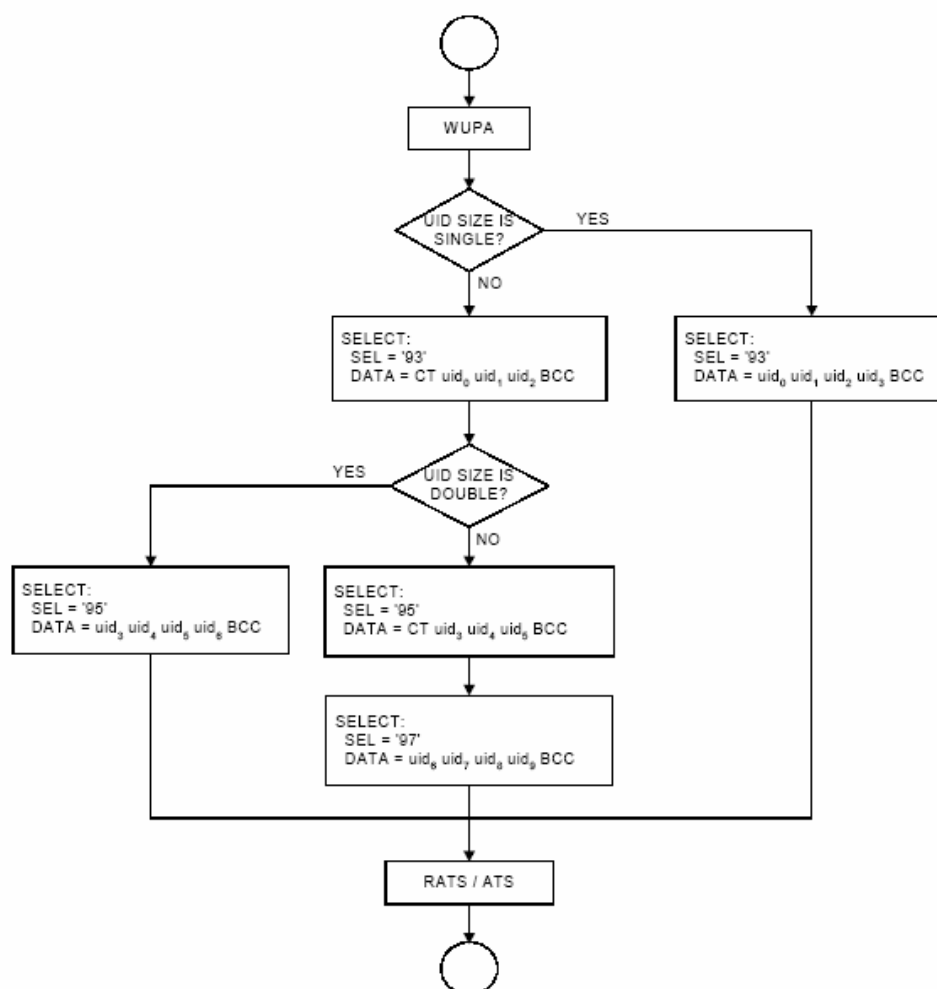 WUPA
UID SIZE IS
SINGLE?
YES
NO
SELECT:
SEL = '93'
DATA = CT uid₀ uid₁ uid₂ BCC
SELECT:
SEL = '93'
DATA = uid₀ uid₁ uid₂ uid₃ BCC
UID SIZE IS
DOUBLE?
YES
NO
SELECT:
SEL = '95'
DATA = uid₃ uid₄ uid₅ uid₆ BCC
SELECT:
SEL = '95'
DATA = CT uid₃ uid₄ uid₅ BCC
SELECT:
SEL = '97'
DATA = uid₆ uid₇ uid₈ uid₉ BCC
RATS / ATS